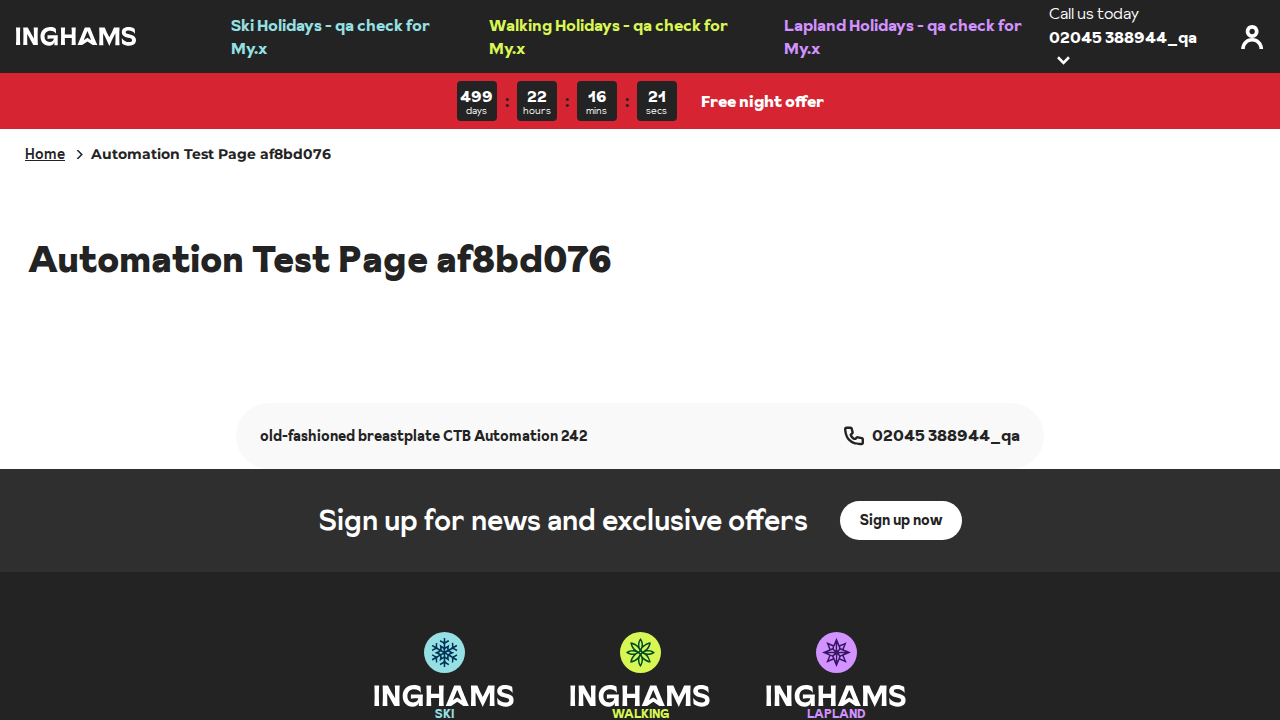 INGHAMS
Ski Holidays - qa check for
My.x
Walking Holidays - qa check for
My.x
Lapland Holidays - qa check for
My.x
Call us today
02045 388944_qa
499 : 22 : 16 : 21
days hours mins secs
Free night offer
Home > Automation Test Page af8bd076
Automation Test Page af8bd076
old-fashioned breastplate CTB Automation 242
02045 388944_qa
Sign up for news and exclusive offers
Sign up now
INGHAMS INGHAMS INGHAMS
SKI WALKING LAPLAND